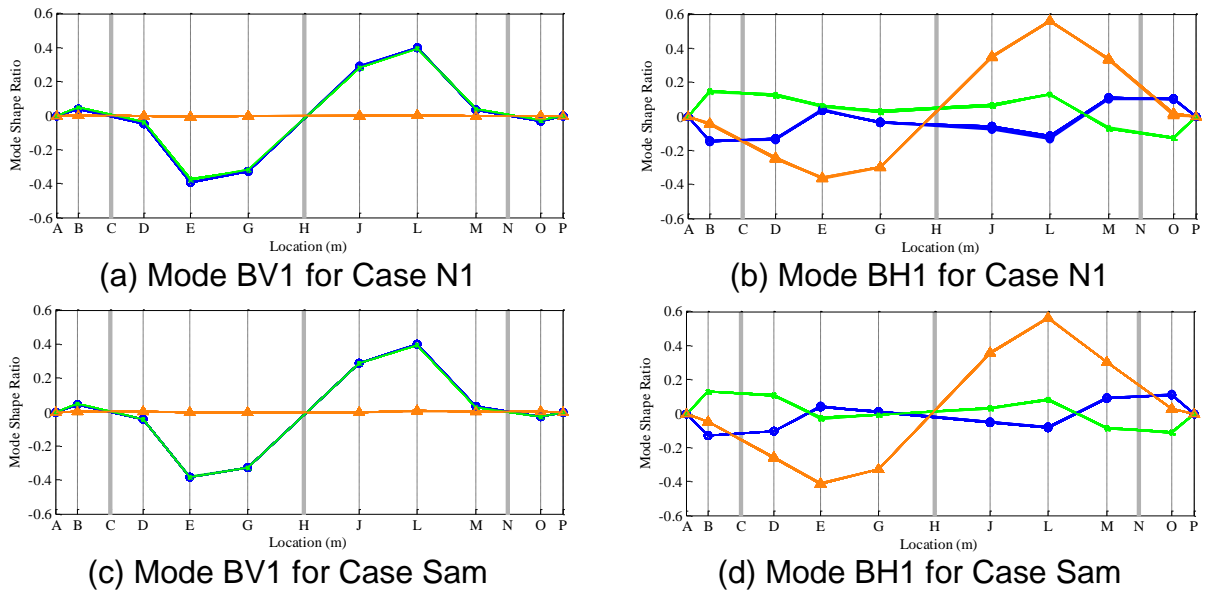 0.6
0.4
0.2
0
-0.2
-0.4
-0.6
Mode Shape Ratio
A B C D E G H J L M N O P
Location (m)
(a) Mode BV1 for Case N1
0.6
0.4
0.2
0
-0.2
-0.4
-0.6
Mode Shape Ratio
A B C D E G H J L M N O P
Location (m)
(b) Mode BH1 for Case N1
0.6
0.4
0.2
0
-0.2
-0.4
-0.6
Mode Shape Ratio
A B C D E G H J L M N O P
Location (m)
(c) Mode BV1 for Case Sam
0.6
0.4
0.2
0
-0.2
-0.4
-0.6
Mode Shape Ratio
A B C D E G H J L M N O P
Location (m)
(d) Mode BH1 for Case Sam